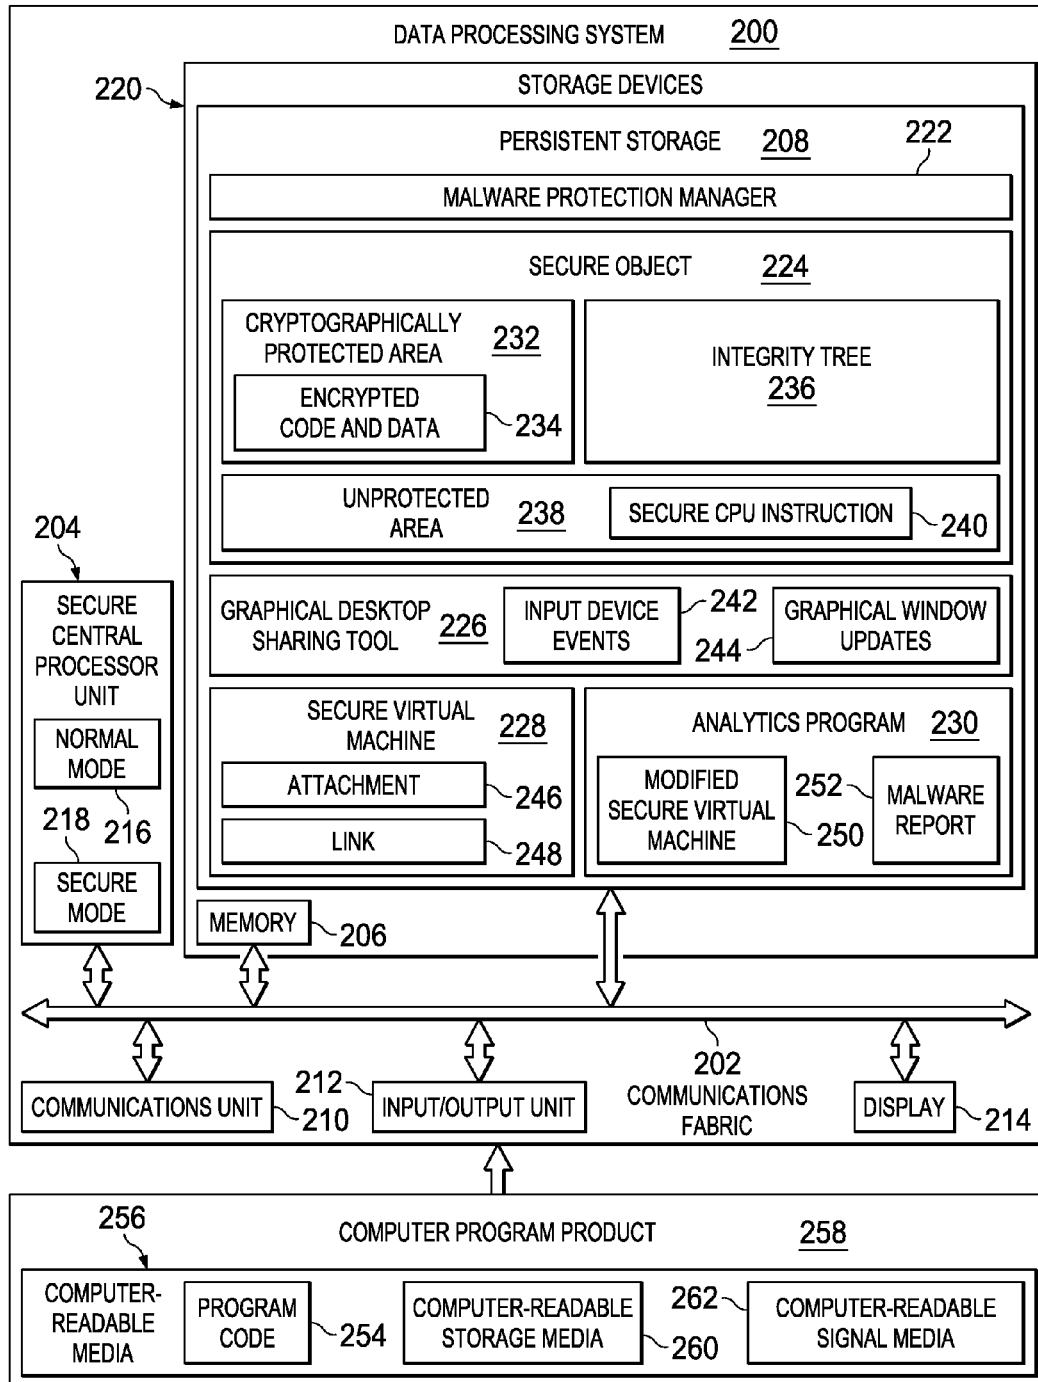 DATA PROCESSING SYSTEM 200
220
STORAGE DEVICES
PERSISTENT STORAGE 208
222
MALWARE PROTECTION MANAGER
SECURE OBJECT 224
CRYPTOGRAPHICALLY
PROTECTED AREA 232
ENCRYPTED
CODE AND DATA 234
INTEGRITY TREE
236
UNPROTECTED
AREA 238
SECURE CPU INSTRUCTION 240
204
SECURE
CENTRAL
PROCESSOR
UNIT
NORMAL
MODE
218 216
SECURE
MODE
GRAPHICAL DESKTOP
SHARING TOOL 226
INPUT DEVICE
EVENTS
242
244
GRAPHICAL WINDOW
UPDATES
SECURE VIRTUAL
MACHINE 228
ATTACHMENT 246
LINK 248
ANALYTICS PROGRAM 230
MODIFIED
SECURE VIRTUAL
MACHINE
252
250
MALWARE
REPORT
MEMORY 206
202
COMMUNICATIONS
FABRIC
COMMUNICATIONS UNIT 210
212 INPUT/OUTPUT UNIT
DISPLAY 214
256
COMPUTER PROGRAM PRODUCT 258
COMPUTER-
READABLE
MEDIA
PROGRAM
CODE 254
COMPUTER-READABLE
STORAGE MEDIA
260
262
COMPUTER-READABLE
SIGNAL MEDIA